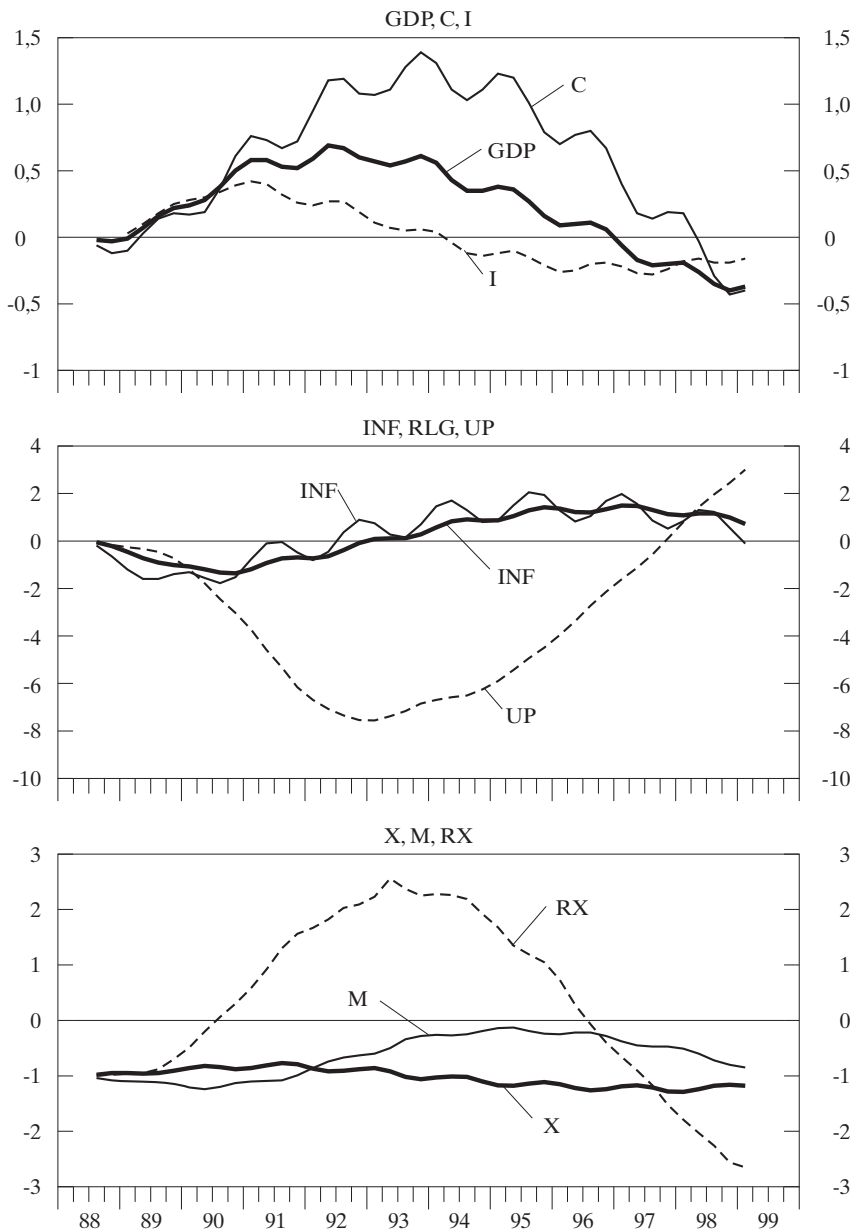 GDP, C, I
1,5 1,5
C
1,0 1,0
GDP
0,5 0,5
0 0
I
-0,5 -0,5
-1 -1
INF, RLG, UP
4 4
INF
2 2
0 0
INF
-2 -2
-4 -4
-6 -6
UP
-8 -8
-10 -10
X, M, RX
3 3
RX
2 2
1 1
M
0 0
-1 -1
X
-2 -2
-3 -3
88 89 90 91 92 93 94 95 96 97 98 99